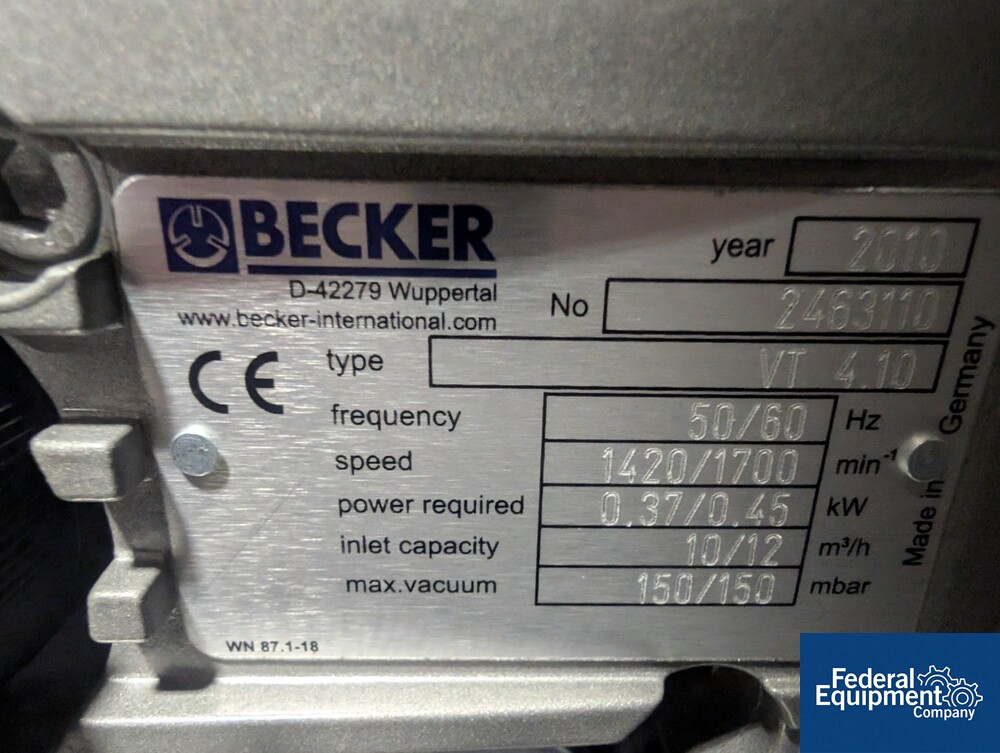 BECKER
D-42279 Wuppertal
www.becker-international.com
CE
year 2010
No 2463110
type VT 4.10
frequency 50/60 Hz
speed 1420/1700 min⁻¹
power required 0.37/0.45 kW
inlet capacity 10/12 m³/h
max.vacuum 150/150 mbar
Made in Germany
WN 87.1-18
Federal
Equipment
Company